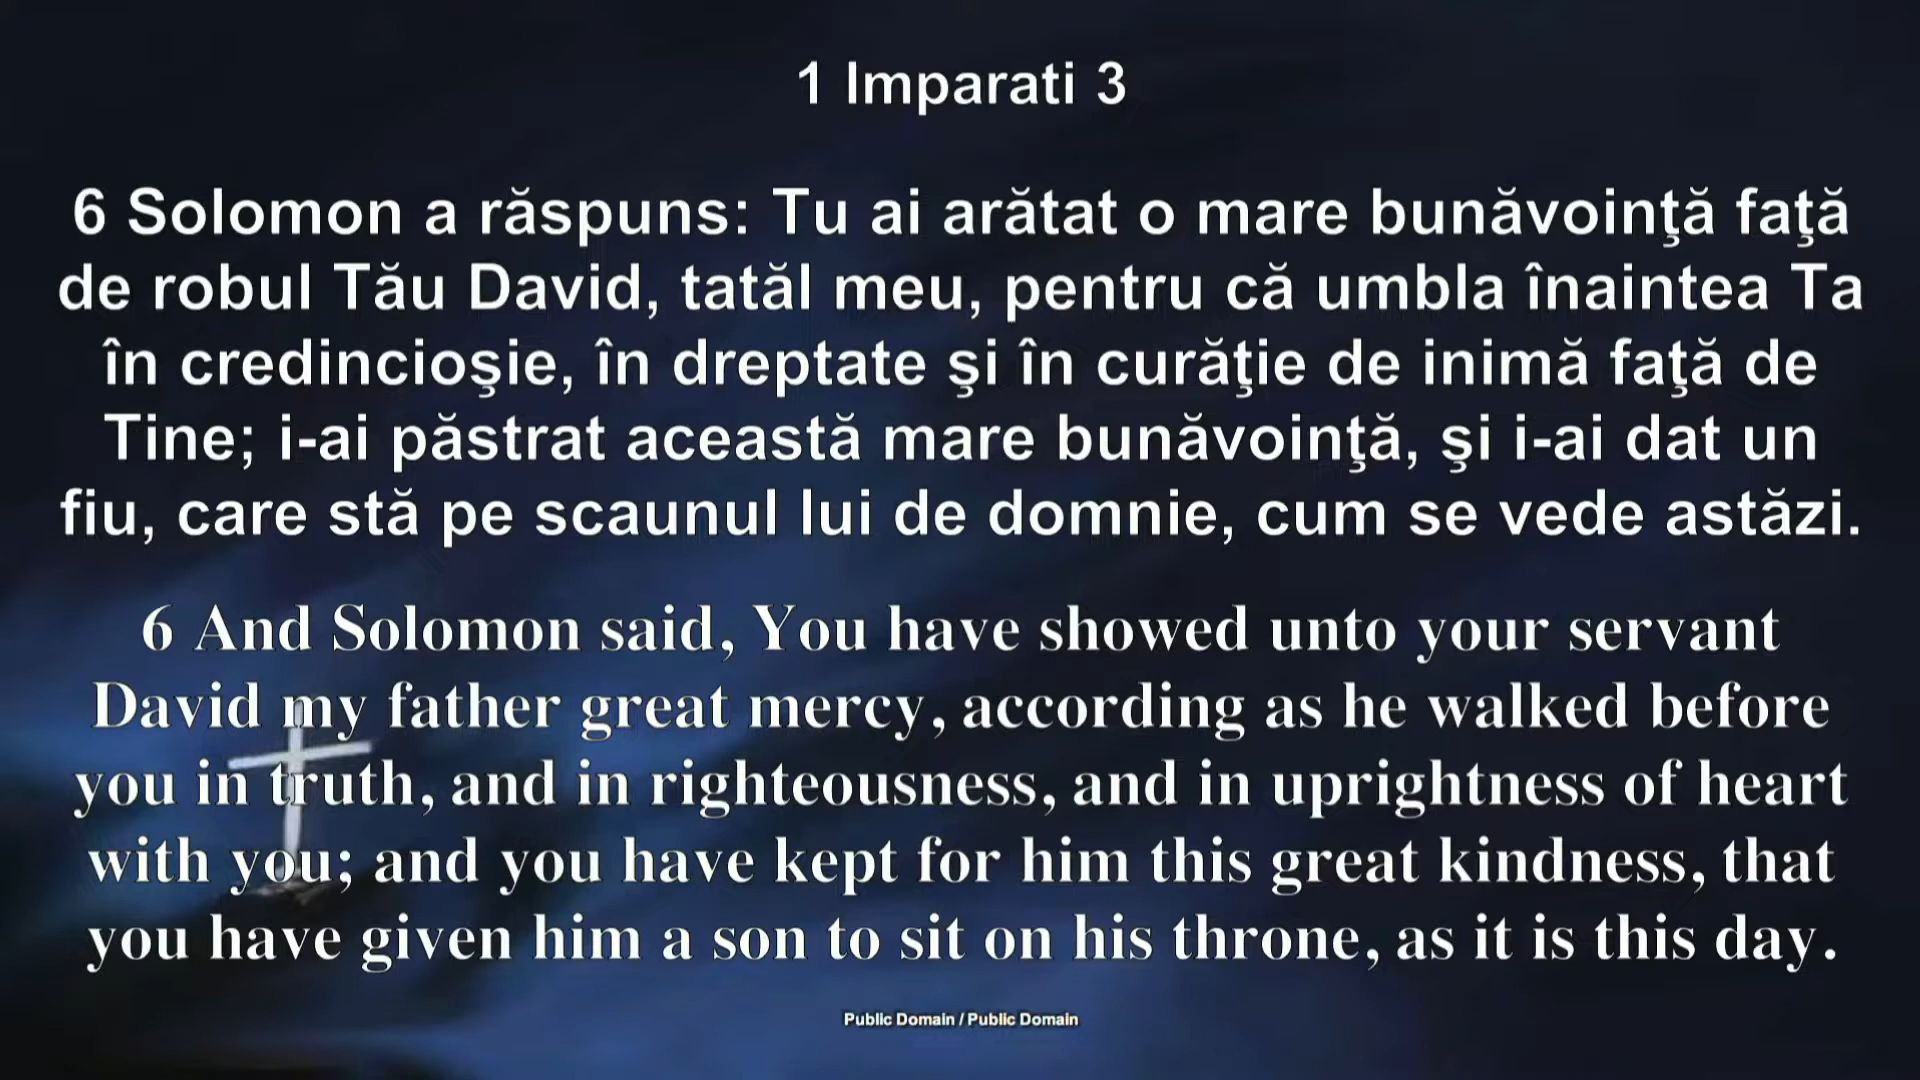 1 Imparati 3
6 Solomon a răspuns: Tu ai arătat o mare bunăvoinţă faţă
de robul Tău David, tatăl meu, pentru că umbla înaintea Ta
în credincioşie, în dreptate şi în curăţie de inimă faţă de
Tine; i-ai păstrat această mare bunăvoinţă, şi i-ai dat un
fiu, care stă pe scaunul lui de domnie, cum se vede astăzi.
6 And Solomon said, You have showed unto your servant
David my father great mercy, according as he walked before
you in truth, and in righteousness, and in uprightness of heart
with you; and you have kept for him this great kindness, that
you have given him a son to sit on his throne, as it is this day.
Public Domain / Public Domain